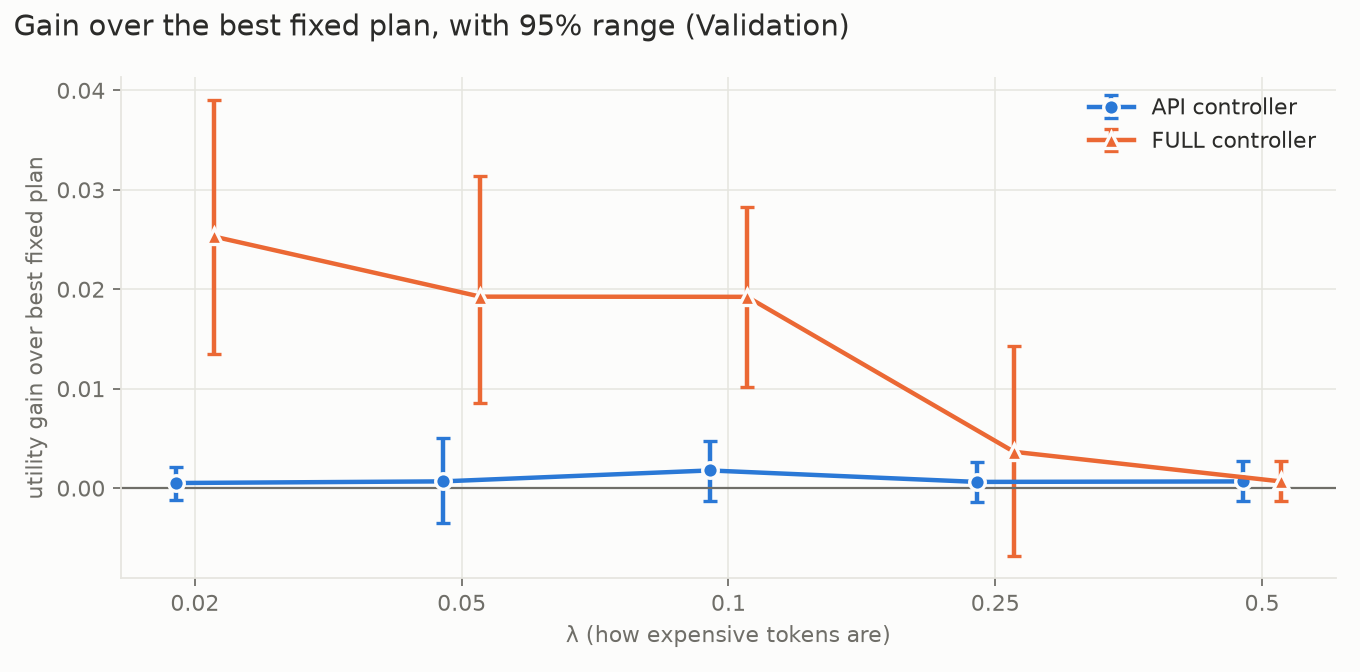 Gain over the best fixed plan, with 95% range (Validation)
API controller
FULL controller
utility gain over best fixed plan
0.04
0.03
0.02
0.01
0.00
0.02 0.05 0.1 0.25 0.5
λ (how expensive tokens are)